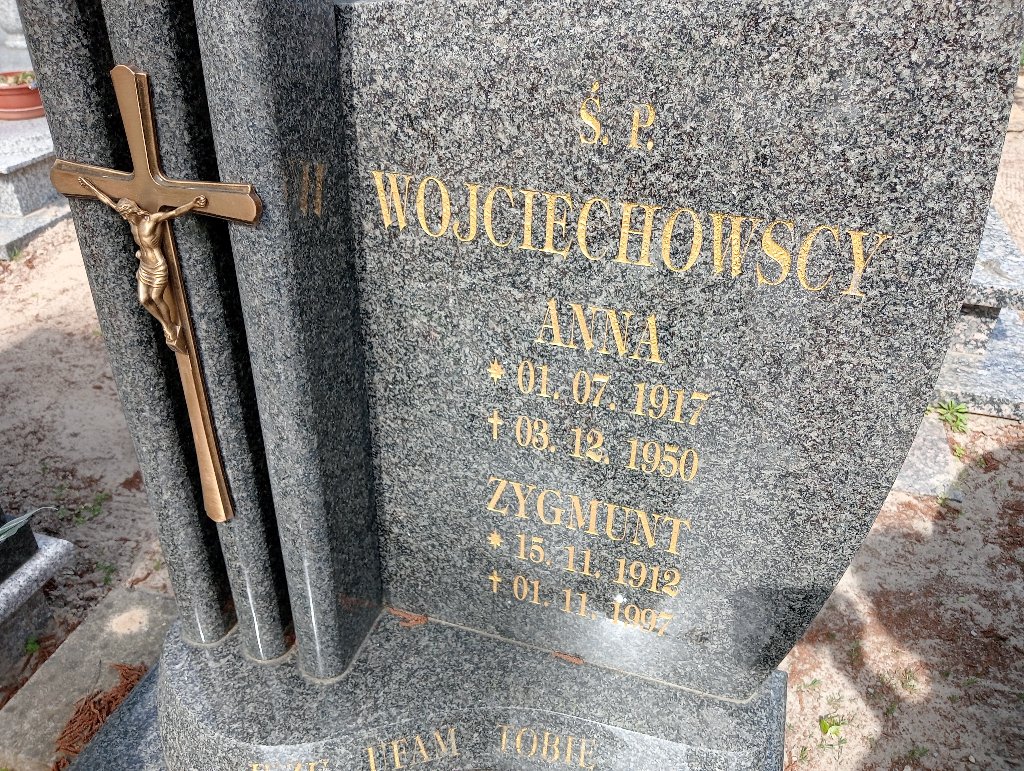 Ś. P.
WOJCIECHOWSCY
ANNA
* 01. 07. 1917
† 03. 12. 1950
ZYGMUNT
* 15. 11. 1912
† 01. 11. 1997
UFAM TOBIE